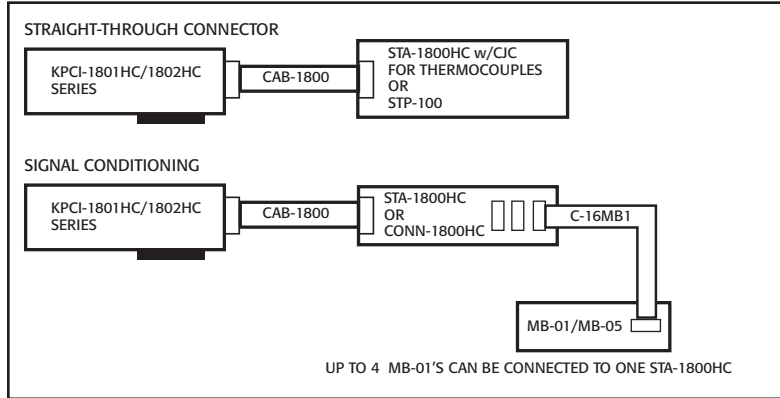 STRAIGHT-THROUGH CONNECTOR
KPCI-1801HC/1802HC
SERIES
CAB-1800
STA-1800HC w/CJC
FOR THERMOCOUPLES
OR
STP-100
SIGNAL CONDITIONING
KPCI-1801HC/1802HC
SERIES
CAB-1800
STA-1800HC
OR
CONN-1800HC
C-16MB1
MB-01/MB-05
UP TO 4 MB-01'S CAN BE CONNECTED TO ONE STA-1800HC